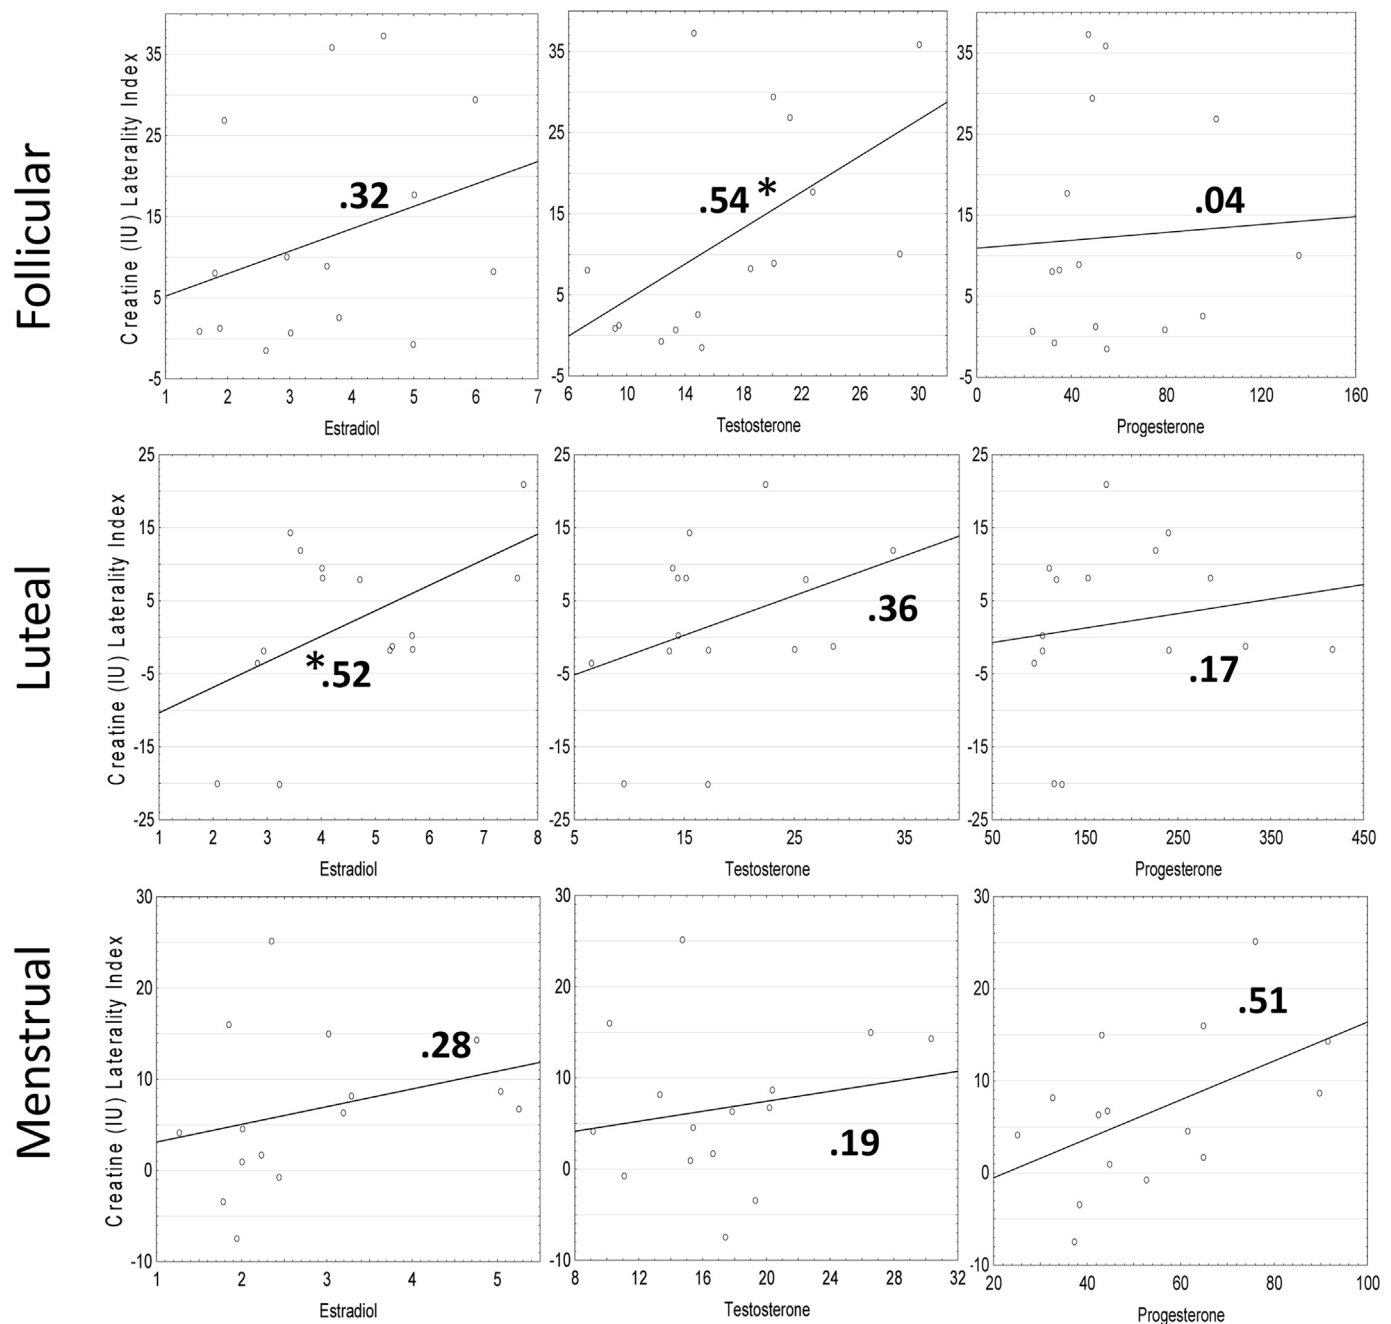 Follicular
Creatine (IU) Laterality Index
35
25
15
5
-5
.32
1 2 3 4 5 6 7
Estradiol
35
25
15
5
-5
.54 *
6 10 14 18 22 26 30
Testosterone
35
25
15
5
-5
.04
0 40 80 120 160
Progesterone
Luteal
Creatine (IU) Laterality Index
25
15
5
-5
-15
-25
*.52
1 2 3 4 5 6 7 8
Estradiol
25
15
5
-5
-15
-25
.36
5 15 25 35
Testosterone
25
15
5
-5
-15
-25
.17
50 150 250 350 450
Progesterone
Menstrual
Creatine (IU) Laterality Index
30
20
10
0
-10
.28
1 2 3 4 5
Estradiol
30
20
10
0
-10
.19
8 12 16 20 24 28 32
Testosterone
30
20
10
0
-10
.51
20 40 60 80 100
Progesterone